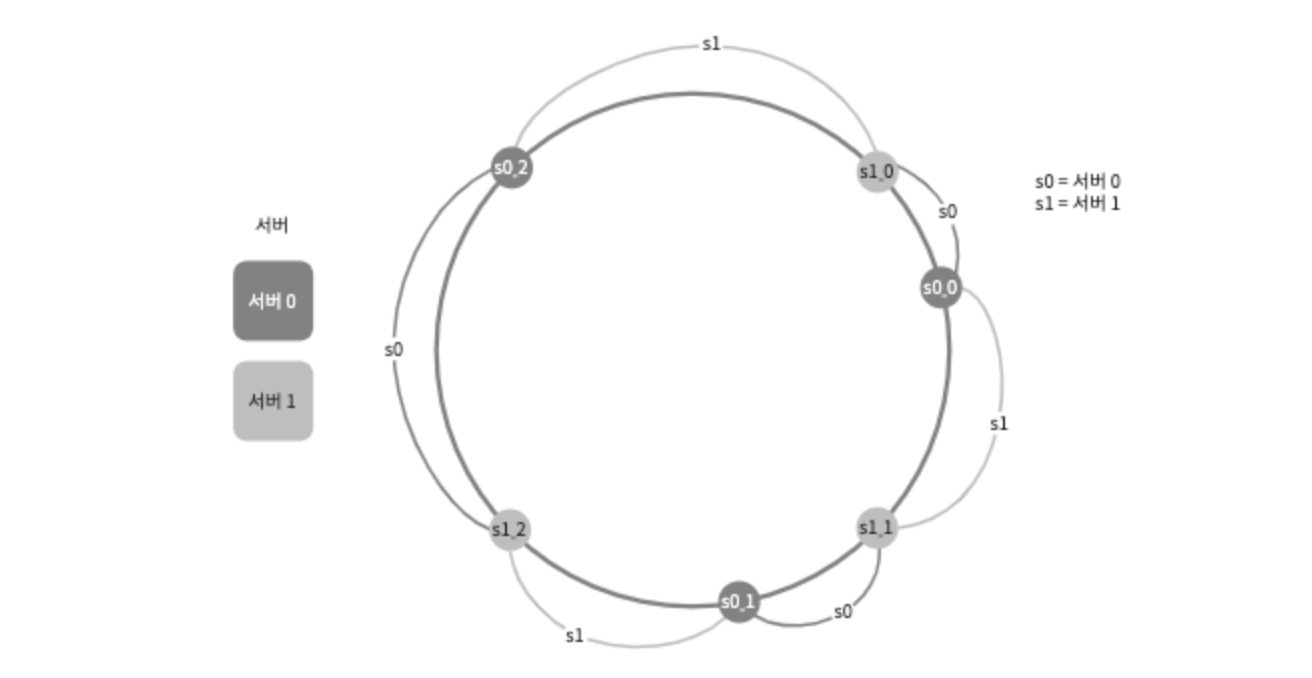 s1
s0_2
s1_0
s0
s0 = 서버 0
s1 = 서버 1
서버
서버 0
s0_0
s0
서버 1
s1
s1_2
s1_1
s0_1
s0
s1